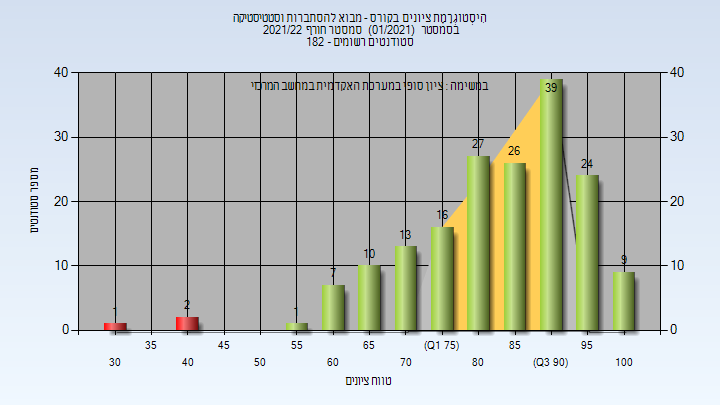 היסטוגרמת ציונים בקורס - מבוא להסתברות וסטטיסטיקה
בסמסטר (01/2021) סמסטר חורף 2021/22
סטודנטים רשומים - 182
במשימה : ציון סופי במערכת האקדמית במחשב המרכזי
40 40
30 30
20 20
10 10
0 0
מספר סטודנטים
1 2 1 7 10 13 16 27 26 39 24 9
35 45 55 65 (Q1 75) 85 95
30 40 50 60 70 80 (Q3 90) 100
טווח ציונים